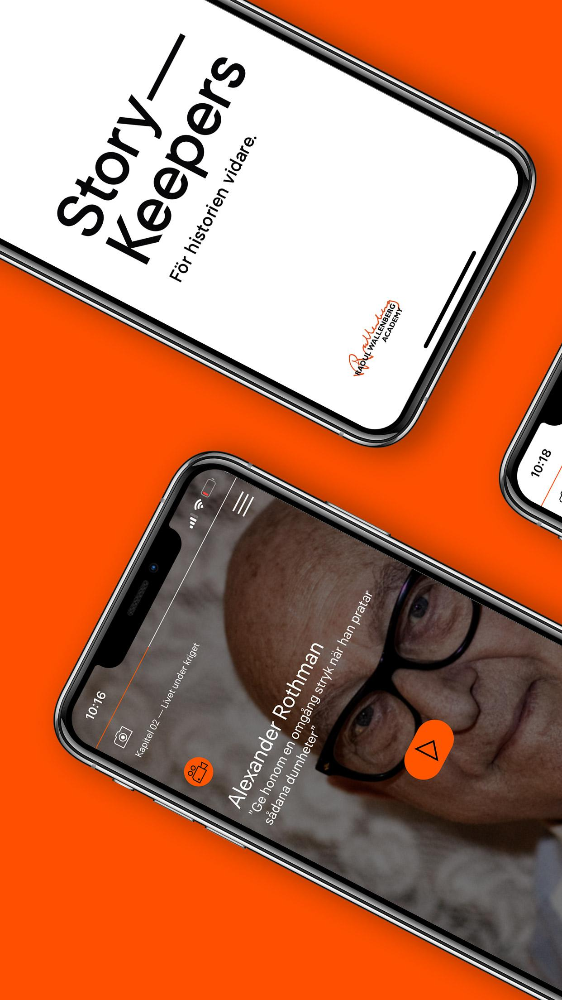 Story—
Keepers
För historien vidare.
RAOUL WALLENBERG
ACADEMY
10:16
Kapitel 02 — Livet under kriget
Alexander Rothman
”Ge honom en omgång stryk när han pratar
sådana dumheter”
10:18